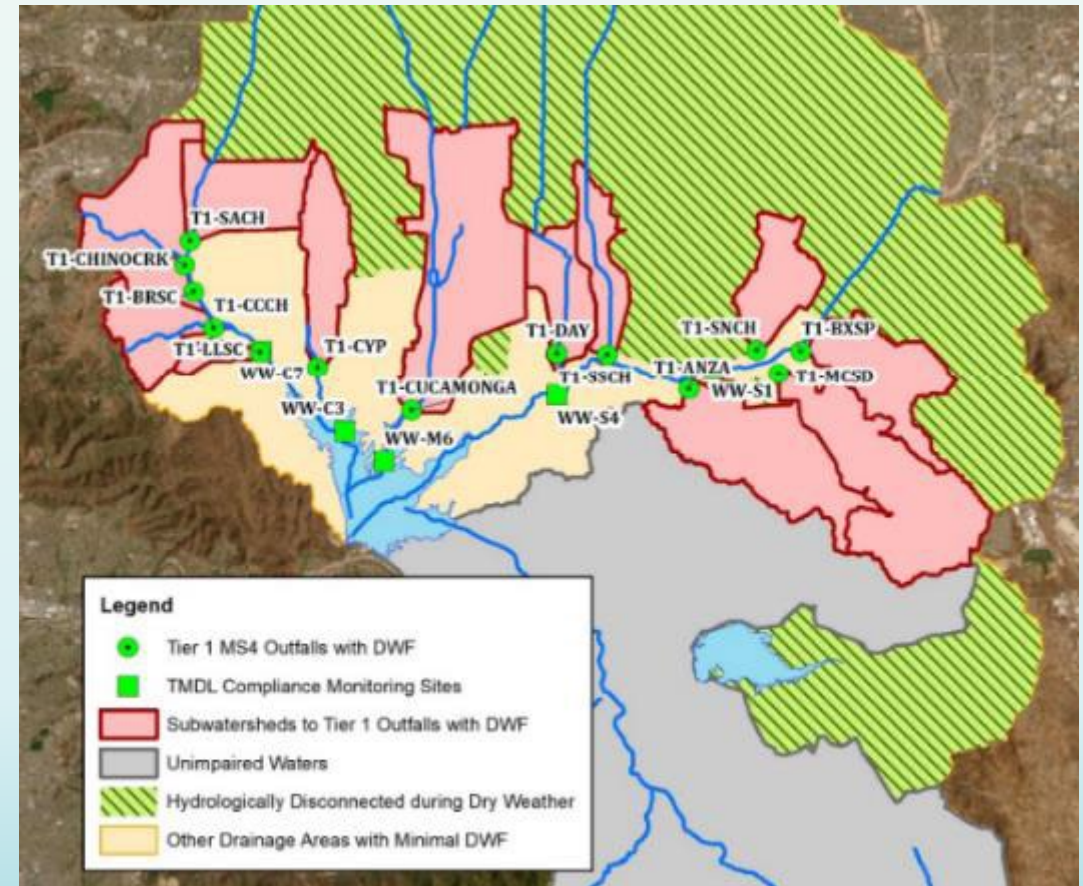 T1-SACH
T1-CHINOCRK
T1-BRSC
T1-CCCH
T1-LLSC
WW-C7
T1-CYP
WW-C3
T1-CUCAMONGA
WW-M6
T1-DAY
T1-SSCH
WW-S4
T1-SNCH
T1-BXSP
T1-ANZA
WW-S1
T1-MCSD
Legend
Tier 1 MS4 Outfalls with DWF
TMDL Compliance Monitoring Sites
Subwatersheds to Tier 1 Outfalls with DWF
Unimpaired Waters
Hydrologically Disconnected during Dry Weather
Other Drainage Areas with Minimal DWF